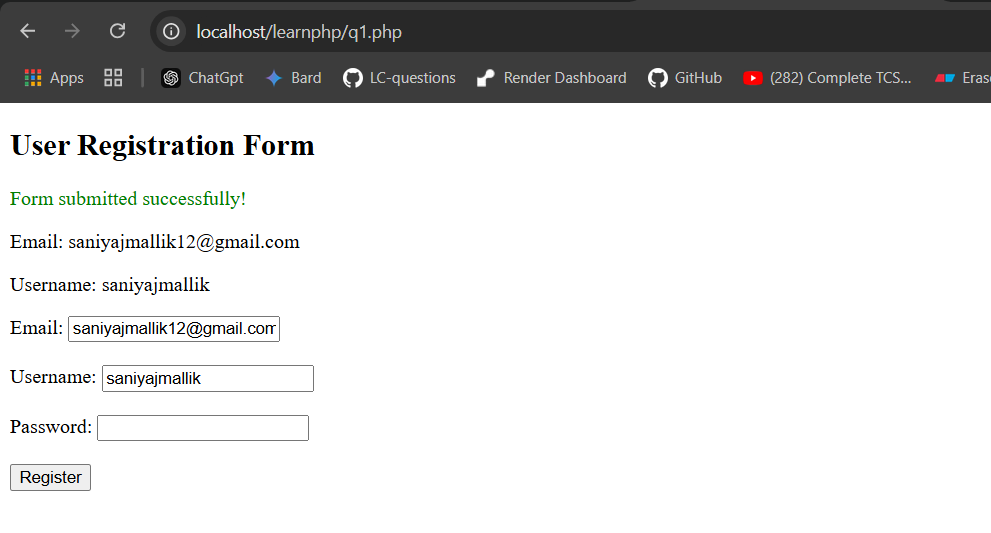 localhost/learnphp/q1.php
Apps ChatGpt Bard LC-questions Render Dashboard GitHub (282) Complete TCS... Eras
User Registration Form
Form submitted successfully!
Email: saniyajmallik12@gmail.com
Username: saniyajmallik
Email: saniyajmallik12@gmail.com
Username: saniyajmallik
Password:
Register